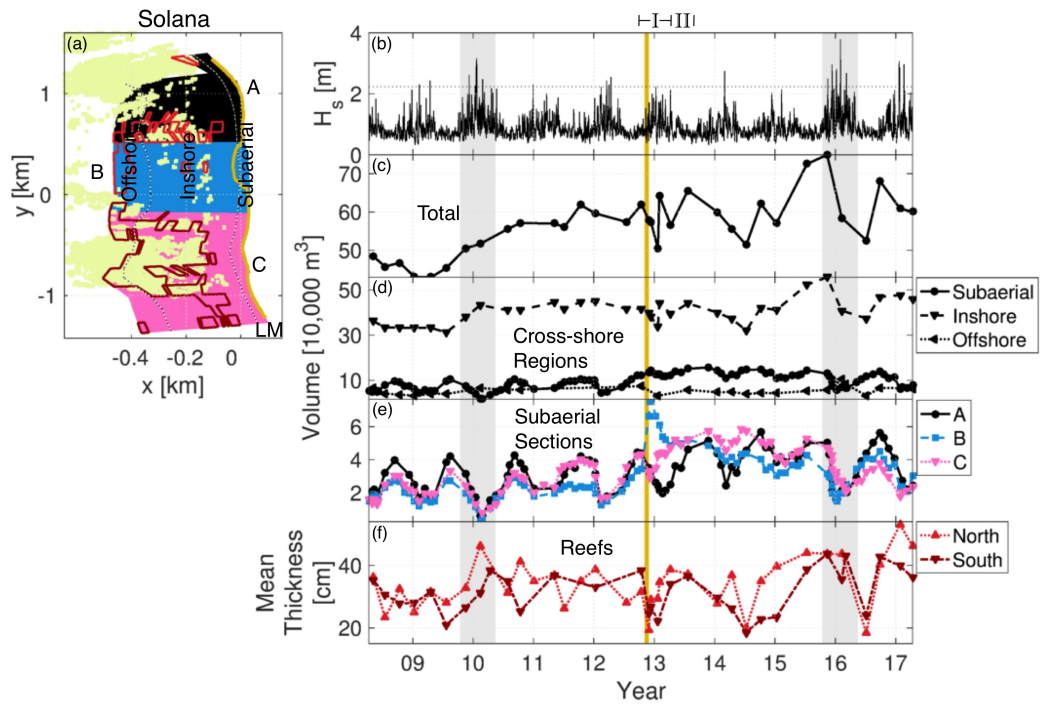 Solana
⊢I⊣II|
(a)
A
B
C
Offshore
Inshore
Subaerial
LM
y [km]
1
0
-1
-0.4
-0.2
0
x [km]
(b)
H_s [m]
4
2
0
(c)
Total
70
60
50
Volume [10,000 m³]
(d)
Cross-shore
Regions
50
30
10
Subaerial
Inshore
Offshore
(e)
Subaerial
Sections
6
4
2
A
B
C
(f)
Reefs
Mean
Thickness
[cm]
40
20
North
South
09 10 11 12 13 14 15 16 17
Year